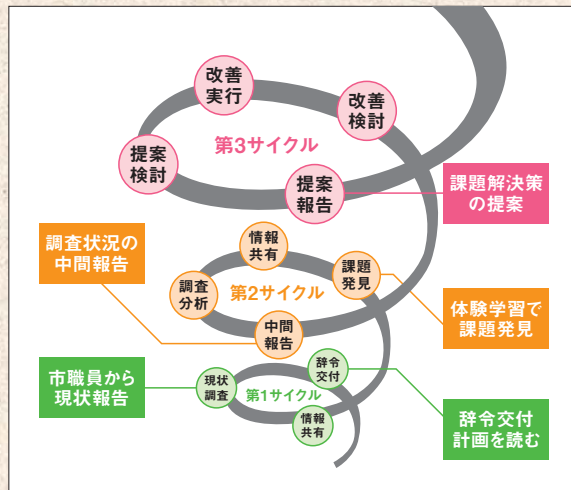 改善
実行
改善
検討
第3サイクル
提案
検討
提案
報告
課題解決策
の提案
調査状況の
中間報告
情報
共有
課題
発見
調査
分析
第2サイクル
中間
報告
体験学習で
課題発見
市職員から
現状報告
現状
調査
辞令
交付
第1サイクル
情報
共有
辞令交付
計画を読む